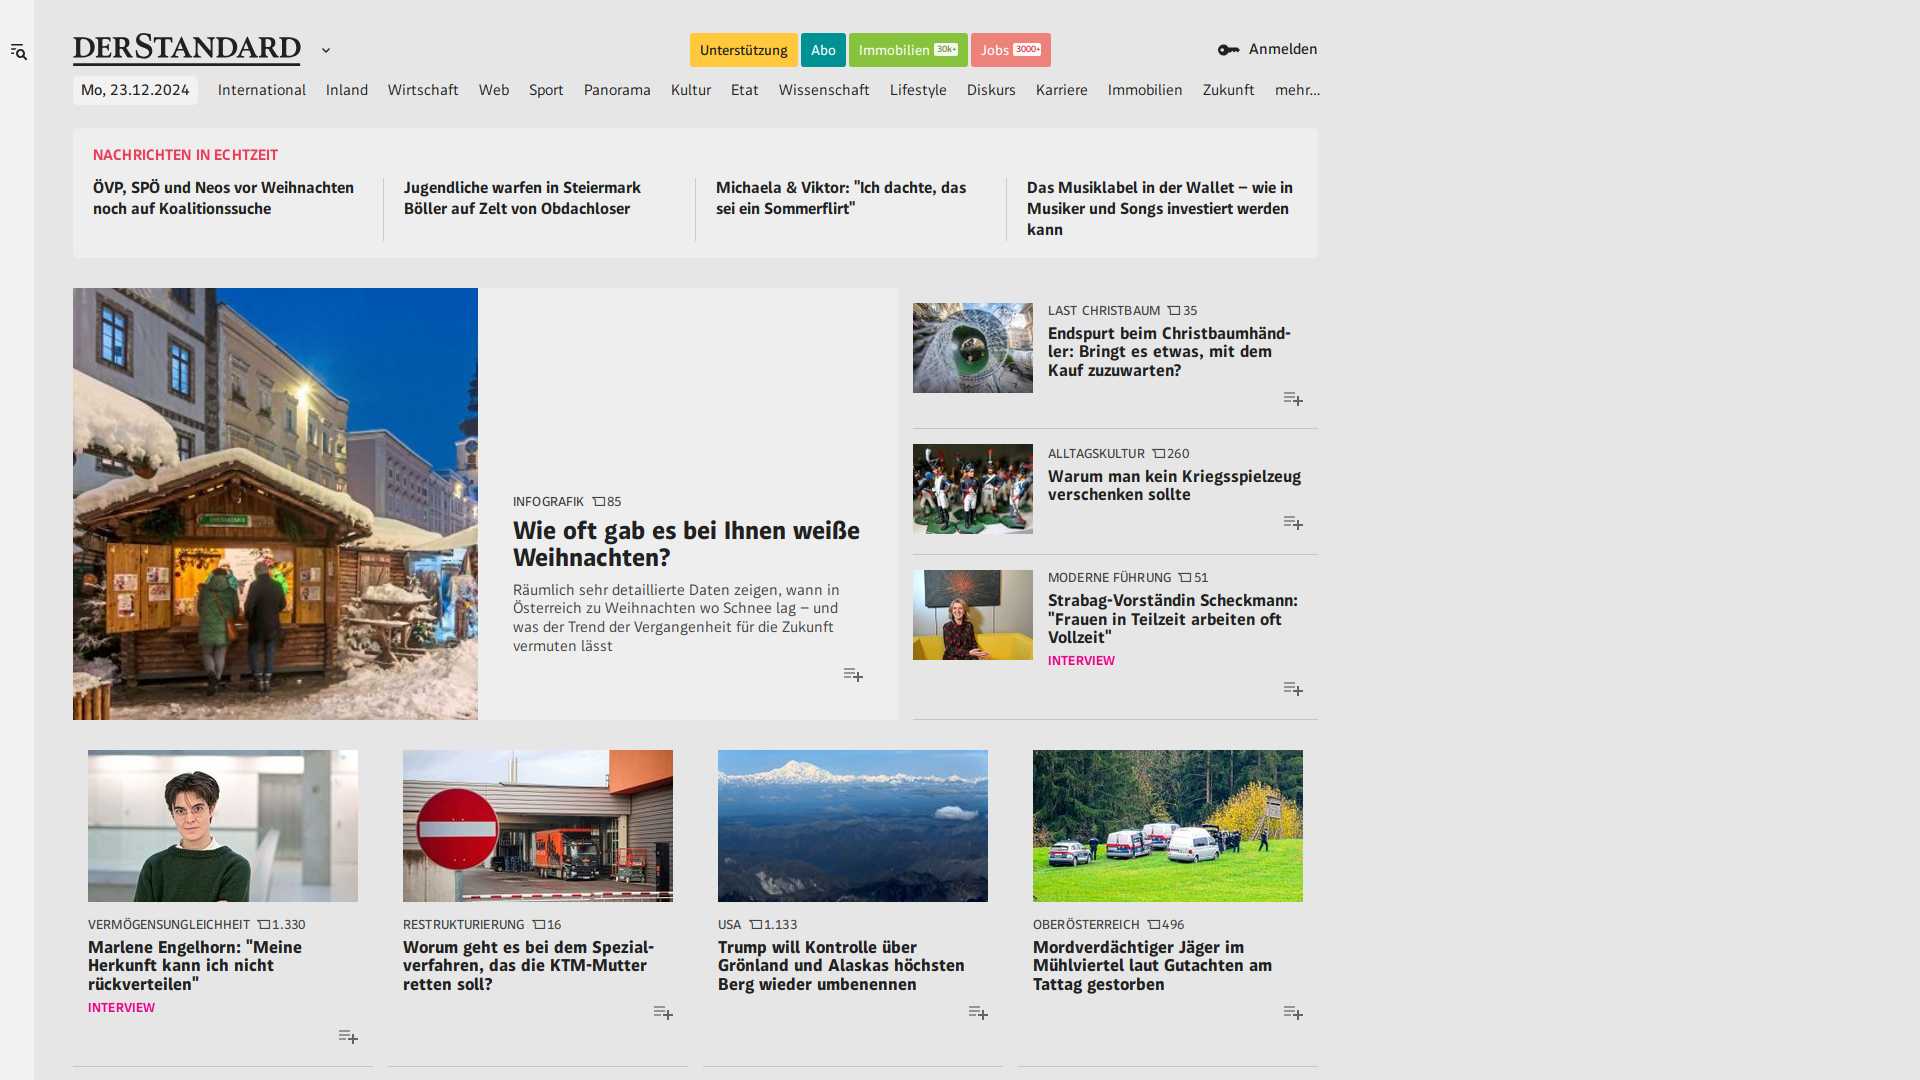 DERSTANDARD
Unterstützung
Abo
Immobilien 30k+
Jobs 3000+
Anmelden
Mo, 23.12.2024
International
Inland
Wirtschaft
Web
Sport
Panorama
Kultur
Etat
Wissenschaft
Lifestyle
Diskurs
Karriere
Immobilien
Zukunft
mehr...
NACHRICHTEN IN ECHTZEIT
ÖVP, SPÖ und Neos vor Weihnachten
noch auf Koalitionssuche
Jugendliche warfen in Steiermark
Böller auf Zelt von Obdachloser
Michaela & Viktor: "Ich dachte, das
sei ein Sommerflirt"
Das Musiklabel in der Wallet – wie in
Musiker und Songs investiert werden
kann
INFOGRAFIK 85
Wie oft gab es bei Ihnen weiße
Weihnachten?
Räumlich sehr detaillierte Daten zeigen, wann in
Österreich zu Weihnachten wo Schnee lag – und
was der Trend der Vergangenheit für die Zukunft
vermuten lässt
LAST CHRISTBAUM 35
Endspurt beim Christbaumhänd-
ler: Bringt es etwas, mit dem
Kauf zuzuwarten?
ALLTAGSKULTUR 260
Warum man kein Kriegsspielzeug
verschenken sollte
MODERNE FÜHRUNG 51
Strabag-Vorständin Scheckmann:
"Frauen in Teilzeit arbeiten oft
Vollzeit"
INTERVIEW
VERMÖGENSUNGLEICHHEIT 1.330
Marlene Engelhorn: "Meine
Herkunft kann ich nicht
rückverteilen"
INTERVIEW
RESTRUKTURIERUNG 16
Worum geht es bei dem Spezial-
verfahren, das die KTM-Mutter
retten soll?
USA 1.133
Trump will Kontrolle über
Grönland und Alaskas höchsten
Berg wieder umbenennen
OBERÖSTERREICH 496
Mordverdächtiger Jäger im
Mühlviertel laut Gutachten am
Tattag gestorben